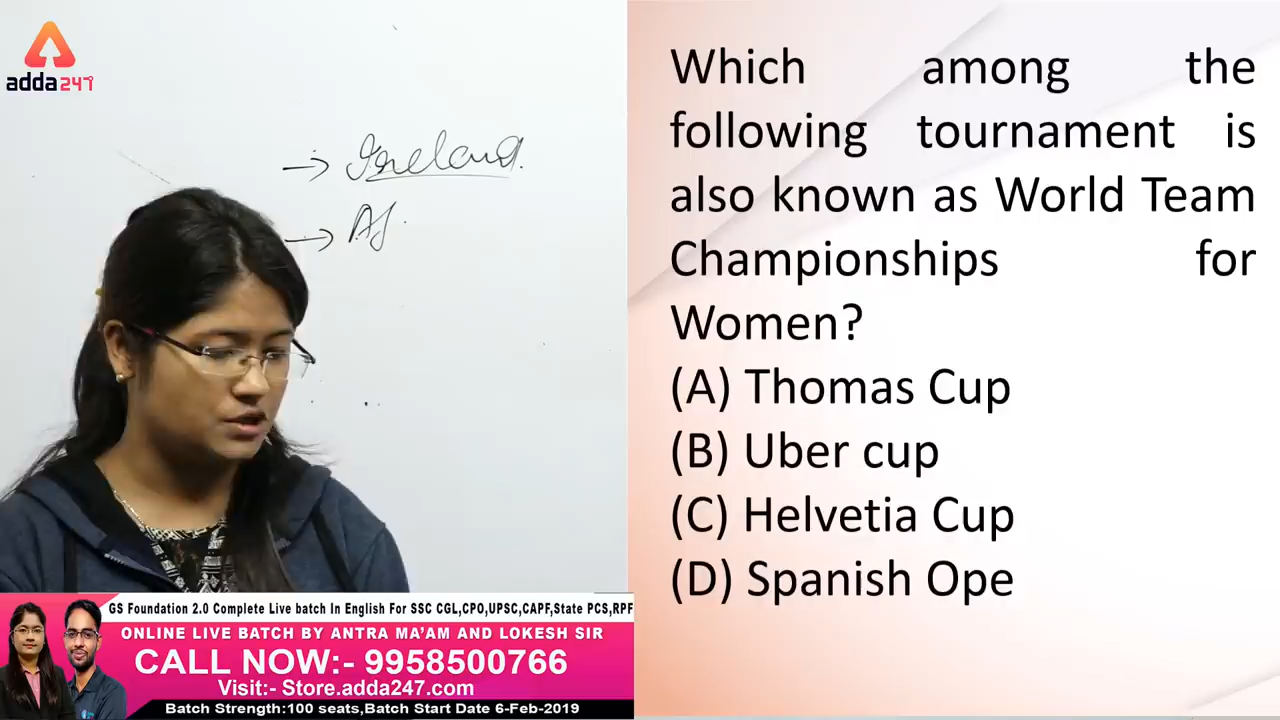 adda247
→ Ireland.
Which among the
following tournament is
also known as World Team
Championships for
Women?
(A) Thomas Cup
(B) Uber cup
(C) Helvetia Cup
(D) Spanish Ope
GS Foundation 2.0 Complete Live batch In English For SSC CGL,CPO,UPSC,CAPF,State PCS,RPF
ONLINE LIVE BATCH BY ANTRA MA'AM AND LOKESH SIR
CALL NOW:- 9958500766
Visit:- Store.adda247.com
Batch Strength:100 seats,Batch Start Date 6-Feb-2019